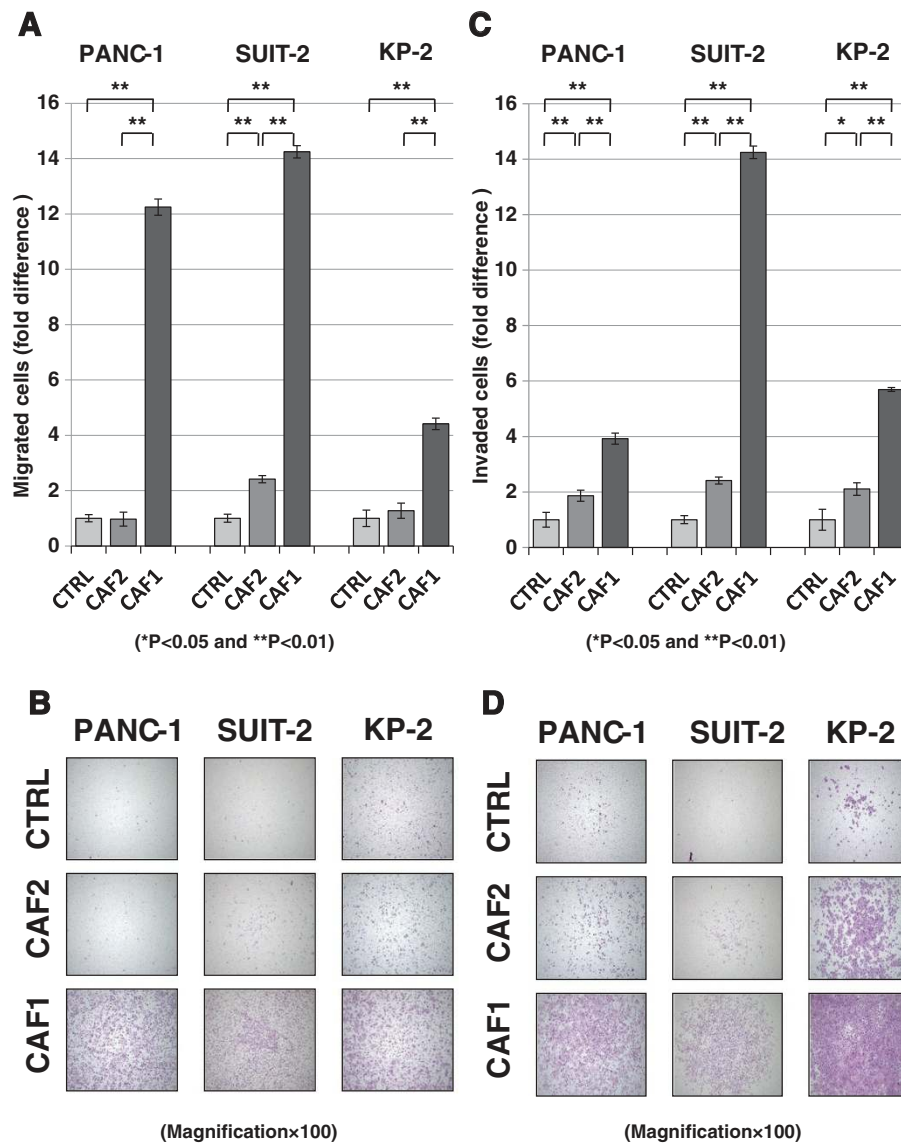 A
PANC-1 SUIT-2 KP-2
** ** **
** ** ** **
Migrated cells (fold difference )
16
14
12
10
8
6
4
2
0
CTRL CAF2 CAF1 CTRL CAF2 CAF1 CTRL CAF2 CAF1
(*P<0.05 and **P<0.01)
C
PANC-1 SUIT-2 KP-2
** ** **
** ** ** ** * **
Invaded cells (fold difference )
16
14
12
10
8
6
4
2
0
CTRL CAF2 CAF1 CTRL CAF2 CAF1 CTRL CAF2 CAF1
(*P<0.05 and **P<0.01)
B
PANC-1 SUIT-2 KP-2
CTRL
CAF2
CAF1
(Magnification×100)
D
PANC-1 SUIT-2 KP-2
CTRL
CAF2
CAF1
(Magnification×100)